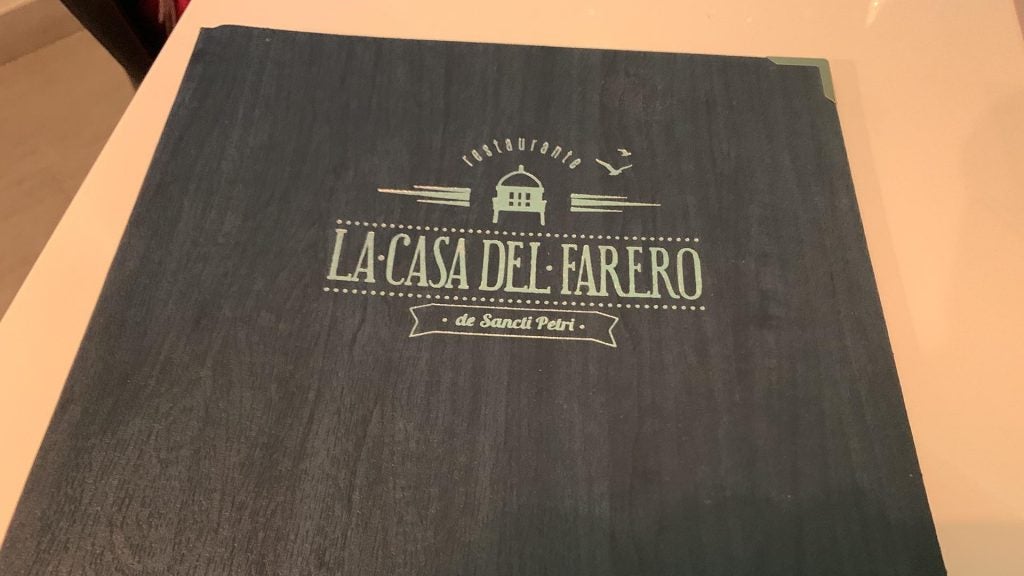 restaurante
LA·CASA DEL·FARERO
· de Sancti Petri ·